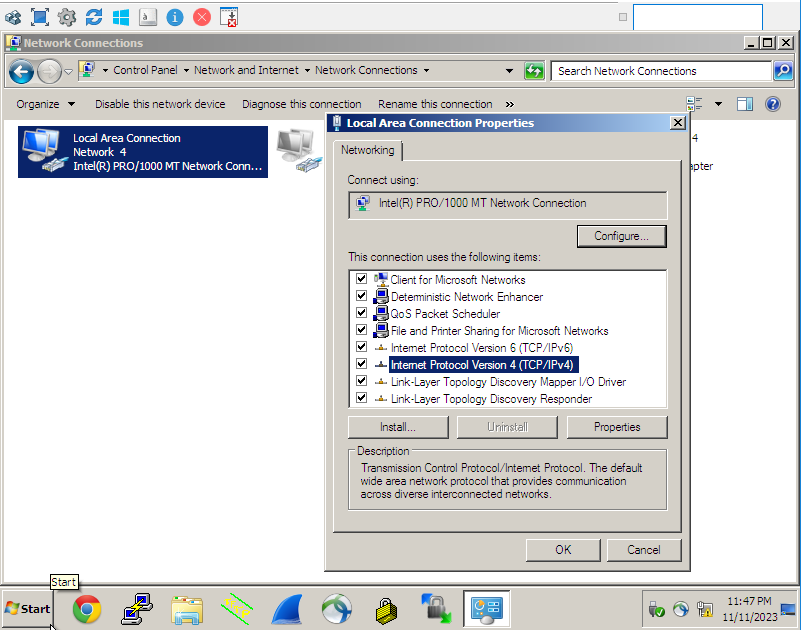 Network Connections
Control Panel
Network and Internet
Network Connections
Search Network Connections
Organize
Disable this network device
Diagnose this connection
Rename this connection
»
Local Area Connection
Network 4
Intel(R) PRO/1000 MT Network Conn...
4
apter
Local Area Connection Properties
Networking
Connect using:
Intel(R) PRO/1000 MT Network Connection
Configure...
This connection uses the following items:
Client for Microsoft Networks
Deterministic Network Enhancer
QoS Packet Scheduler
File and Printer Sharing for Microsoft Networks
Internet Protocol Version 6 (TCP/IPv6)
Internet Protocol Version 4 (TCP/IPv4)
Link-Layer Topology Discovery Mapper I/O Driver
Link-Layer Topology Discovery Responder
Install...
Uninstall
Properties
Description
Transmission Control Protocol/Internet Protocol. The default
wide area network protocol that provides communication
across diverse interconnected networks.
OK
Cancel
Start
Start
11:47 PM
11/11/2023